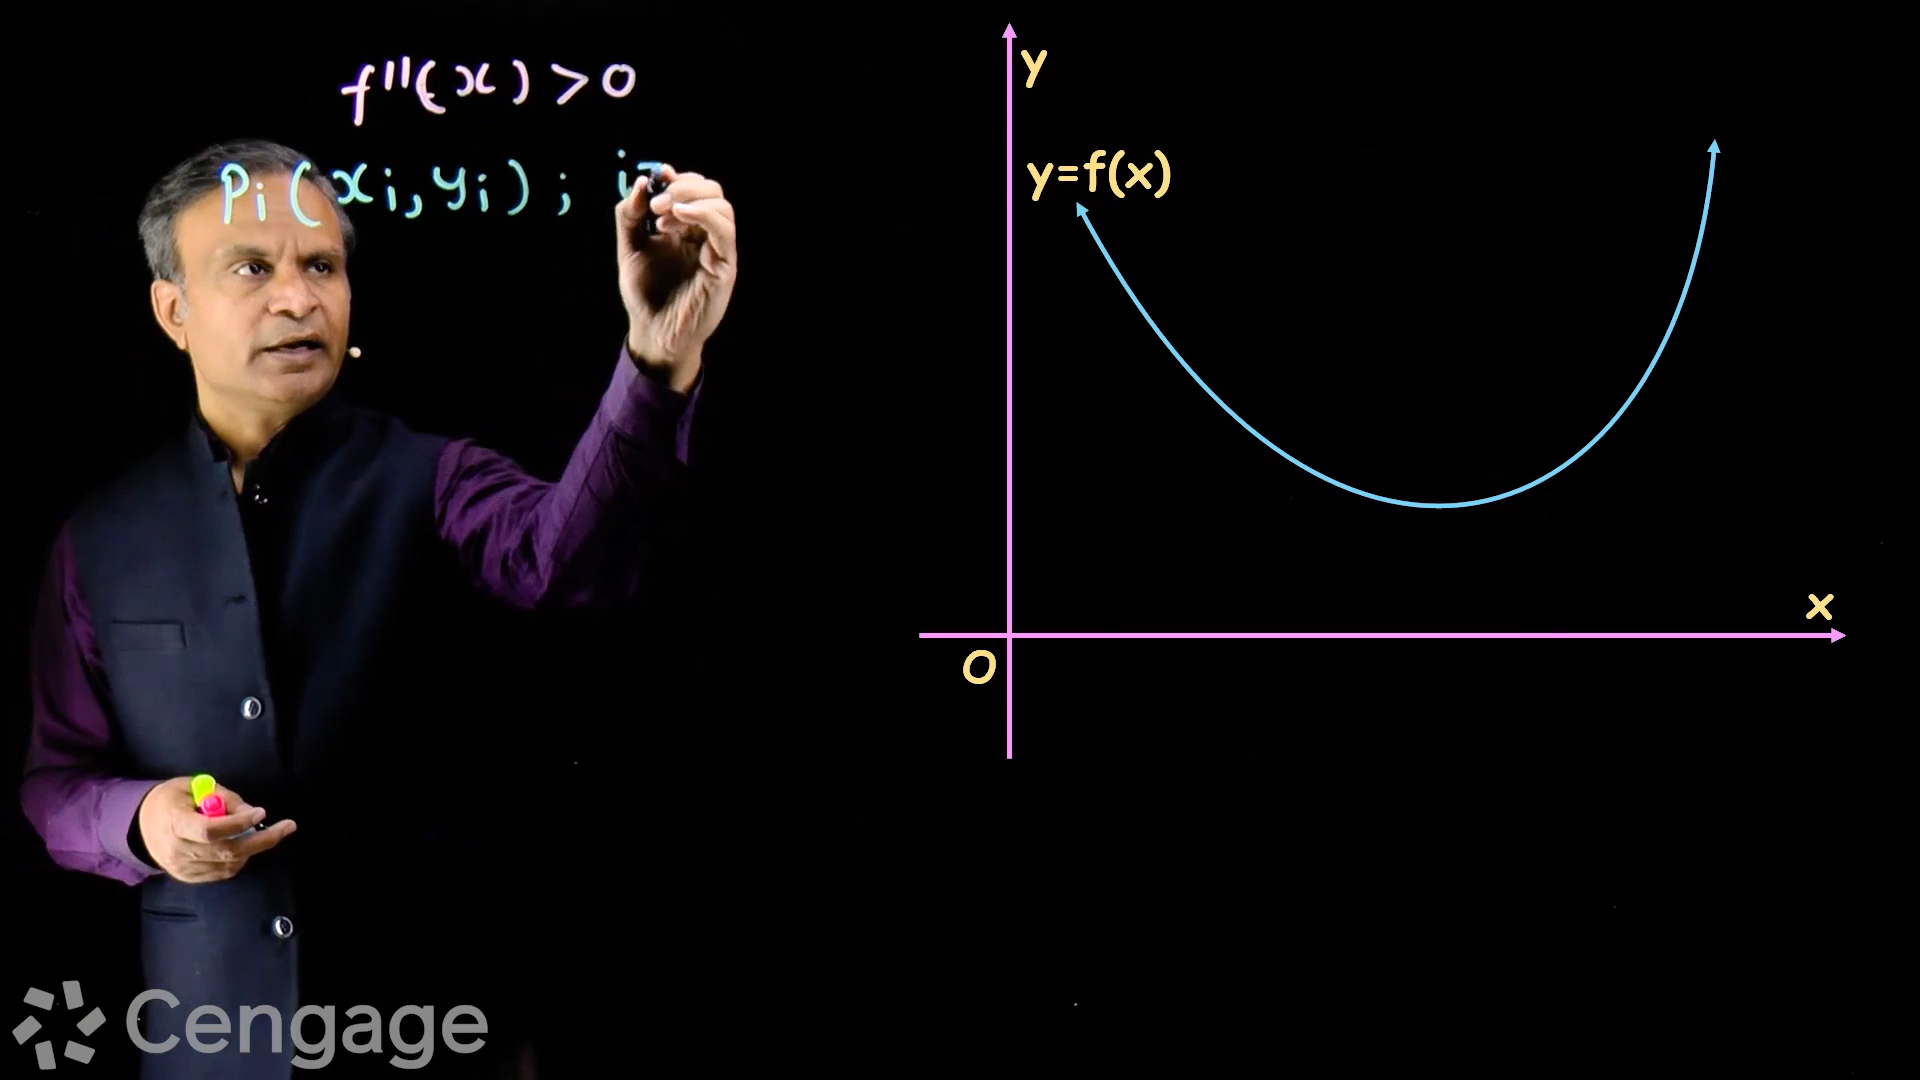 f''(x) > 0
Pi (xi, yi) ; i=
y
y=f(x)
x
O
Cengage